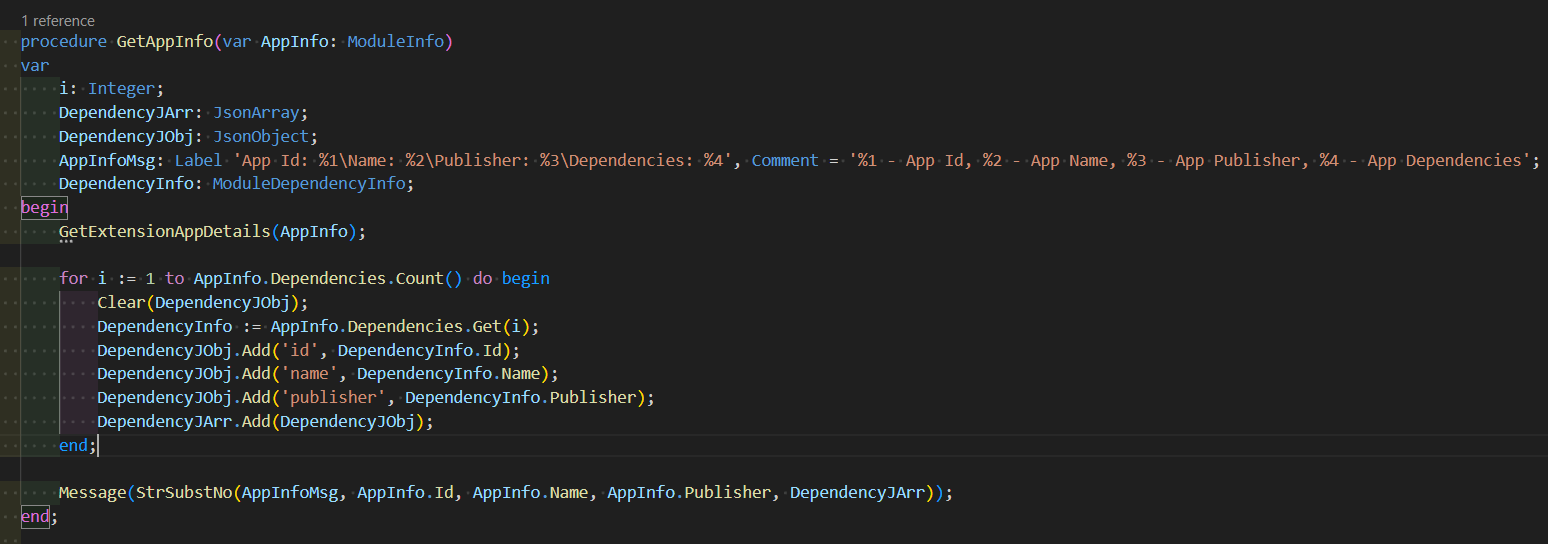 1 reference
procedure GetAppInfo(var AppInfo: ModuleInfo)
var
i: Integer;
DependencyJArr: JsonArray;
DependencyJObj: JsonObject;
AppInfoMsg: Label 'App Id: %1\Name: %2\Publisher: %3\Dependencies: %4', Comment = '%1 - App Id, %2 - App Name, %3 - App Publisher, %4 - App Dependencies';
DependencyInfo: ModuleDependencyInfo;
begin
GetExtensionAppDetails(AppInfo);
for i := 1 to AppInfo.Dependencies.Count() do begin
Clear(DependencyJObj);
DependencyInfo := AppInfo.Dependencies.Get(i);
DependencyJObj.Add('id', DependencyInfo.Id);
DependencyJObj.Add('name', DependencyInfo.Name);
DependencyJObj.Add('publisher', DependencyInfo.Publisher);
DependencyJArr.Add(DependencyJObj);
end;
Message(StrSubstNo(AppInfoMsg, AppInfo.Id, AppInfo.Name, AppInfo.Publisher, DependencyJArr));
end;